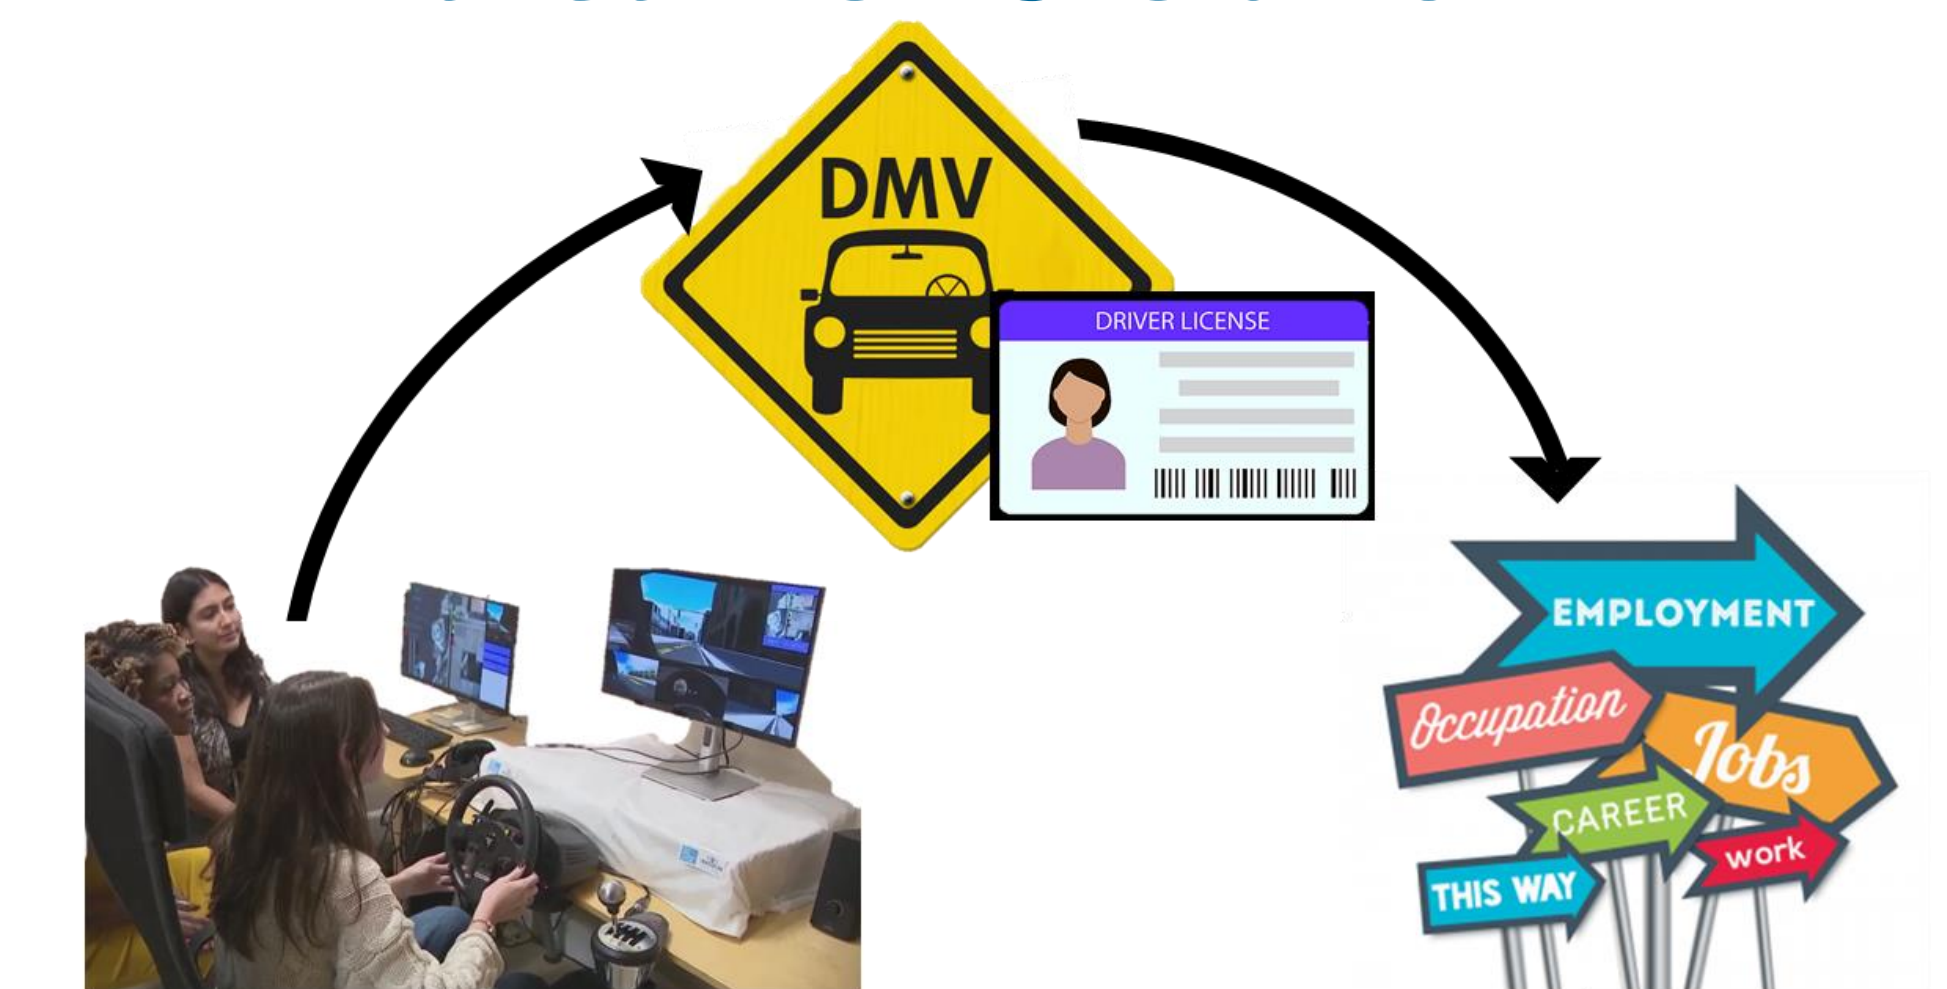 DMV
DRIVER LICENSE
EMPLOYMENT
Occupation
Jobs
CAREER
work
THIS WAY